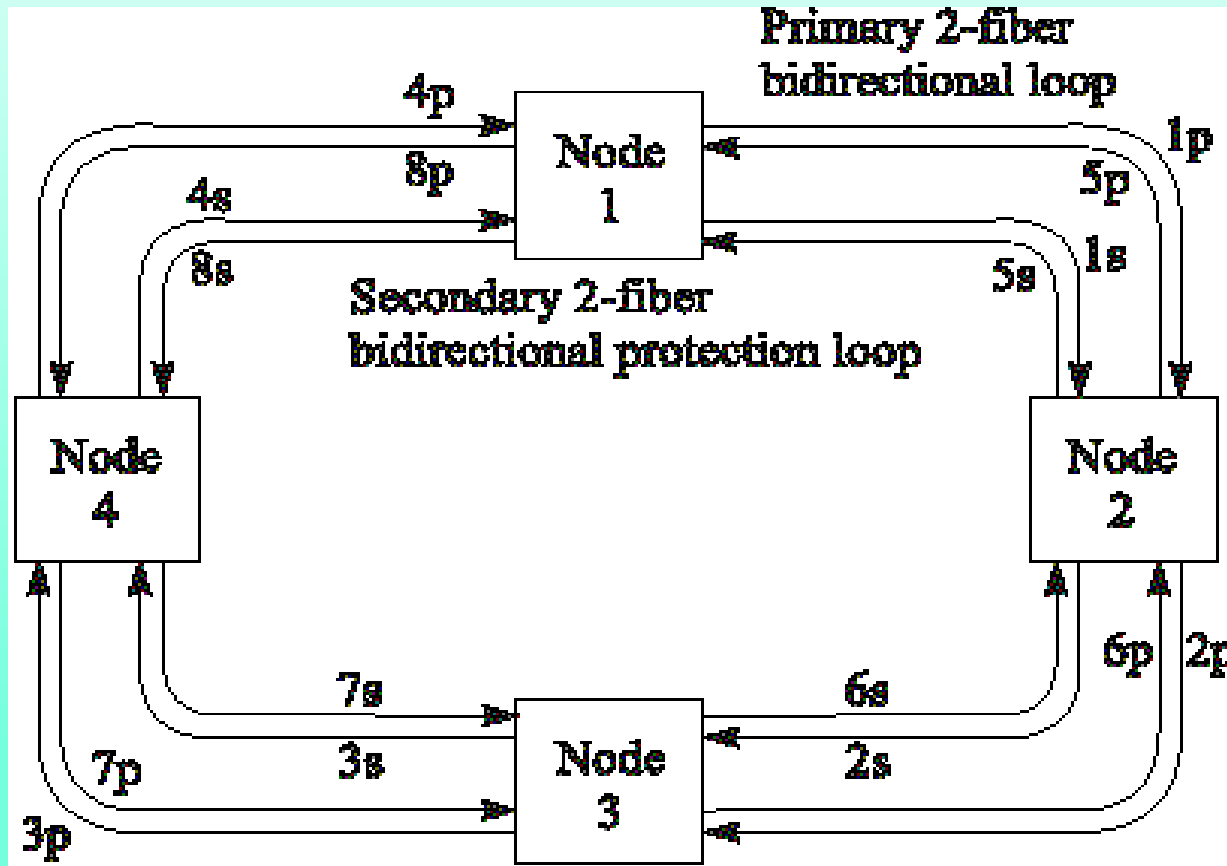 Primary 2-fiber
bidirectional loop
4p
Node
1
1p
8p
5p
4s
1s
8s
5s
Secondary 2-fiber
bidirectional protection loop
Node
4
Node
2
6p
2p
7s
6s
3s
2s
7p
Node
3
3p